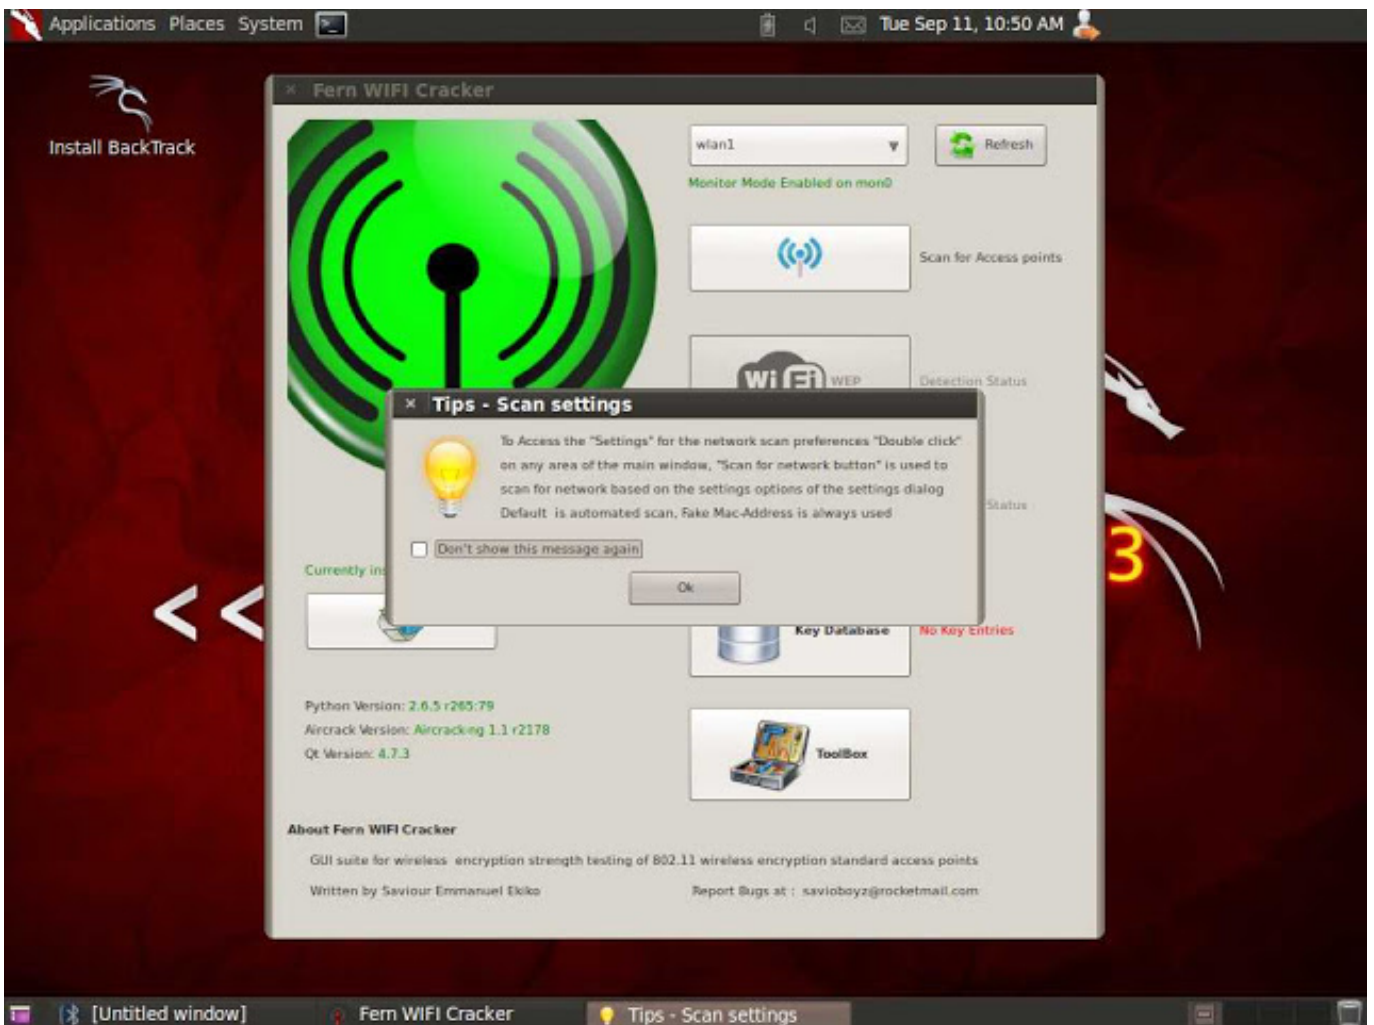 Applications Places System
Tue Sep 11, 10:50 AM
Install BackTrack
Fern WIFI Cracker
wlan1
Refresh
Monitor Mode Enabled on mon0
Scan for Access points
WiFi WEP
Detection Status
Tips - Scan settings
To Access the "Settings" for the network scan preferences "Double click"
on any area of the main window, "Scan for network button" is used to
scan for network based on the settings options of the settings dialog
Default is automated scan, Fake Mac-Address is always used
Status
Don't show this message again
Ok
3
Currently
<<
Key Database
No Key Entries
Python Version: 2.6.5 r265:79
Aircrack Version: Aircrack-ng 1.1 r2178
Qt Version: 4.7.3
ToolBox
About Fern WIFI Cracker
GUI suite for wireless encryption strength testing of 802.11 wireless encryption standard access points
Written by Saviour Emmanuel Ekiko
Report Bugs at : savioboyz@rocketmail.com
[Untitled window]
Fern WIFI Cracker
Tips - Scan settings